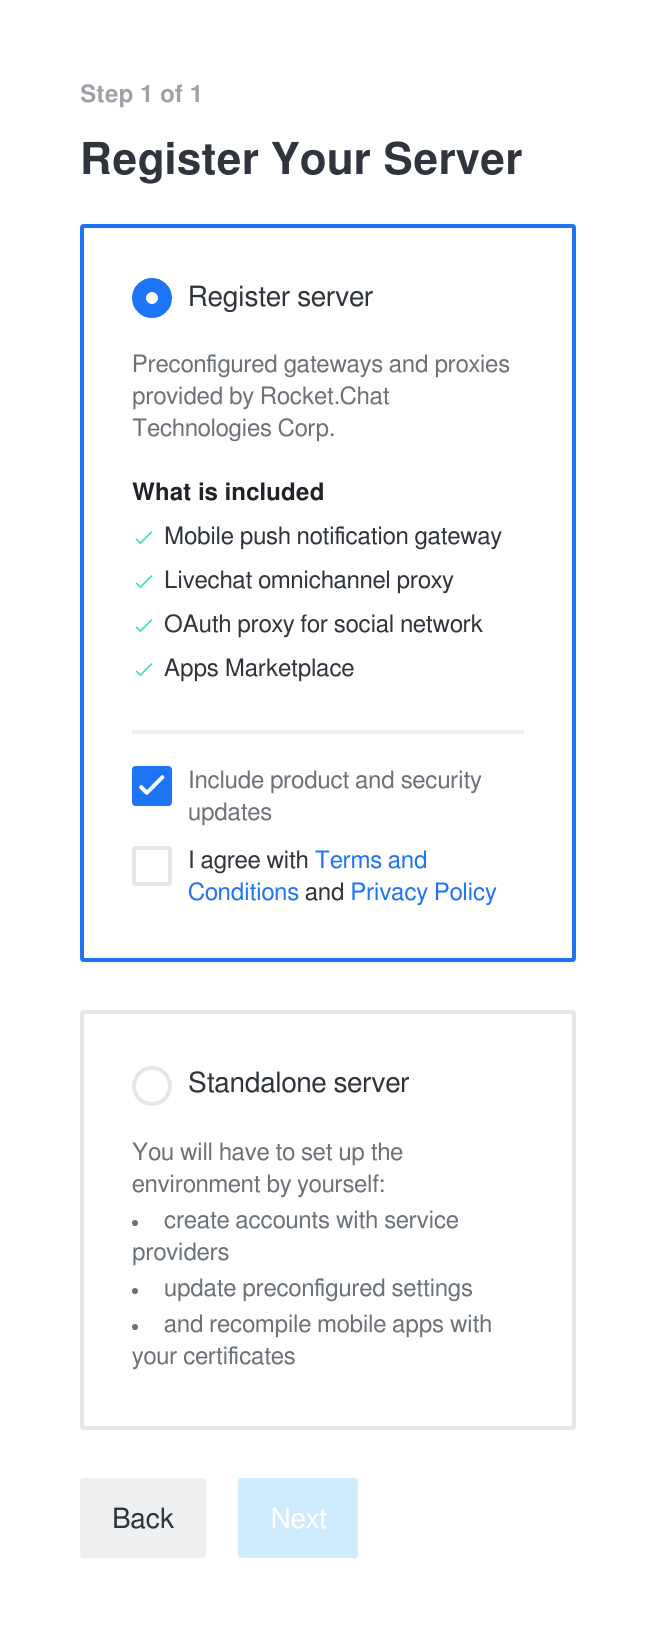 Step 1 of 1
Register Your Server
Register server
Preconfigured gateways and proxies
provided by Rocket.Chat
Technologies Corp.
What is included
Mobile push notification gateway
Livechat omnichannel proxy
OAuth proxy for social network
Apps Marketplace
Include product and security
updates
I agree with Terms and
Conditions and Privacy Policy
Standalone server
You will have to set up the
environment by yourself:
• create accounts with service
providers
• update preconfigured settings
• and recompile mobile apps with
your certificates
Back Next